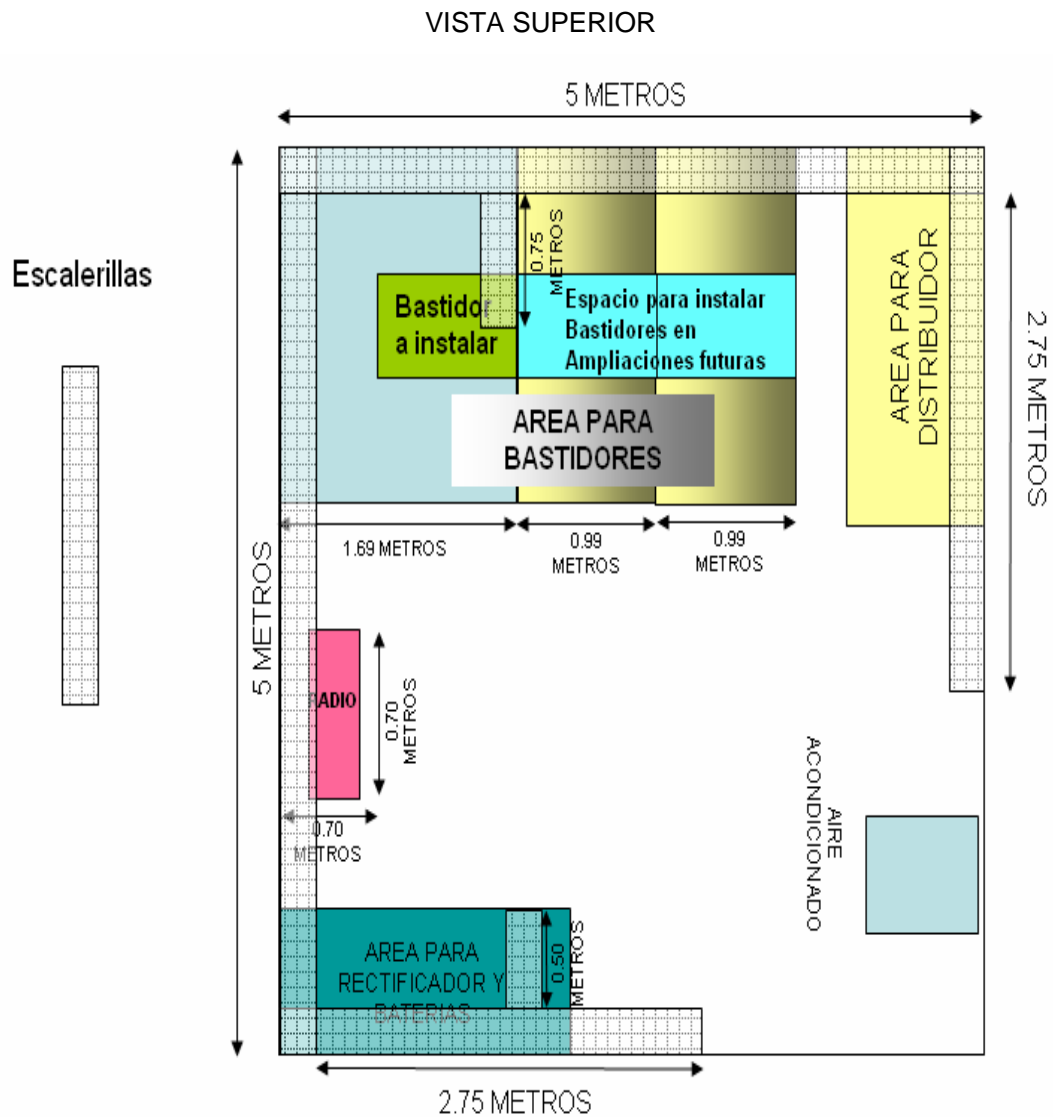 VISTA SUPERIOR
5 METROS
Escalerillas
0.75
METROS
Bastidor
a instalar
Espacio para instalar
Bastidores en
Ampliaciones futuras
AREA PARA
DISTRIBUIDOR
2.75 METROS
AREA PARA
BASTIDORES
1.69 METROS
0.99
METROS
0.99
METROS
5 METROS
RADIO
0.70
METROS
0.70
METROS
AIRE
ACONDICIONADO
AREA PARA
RECTIFICADOR Y
BATERIAS
0.50
METROS
2.75 METROS